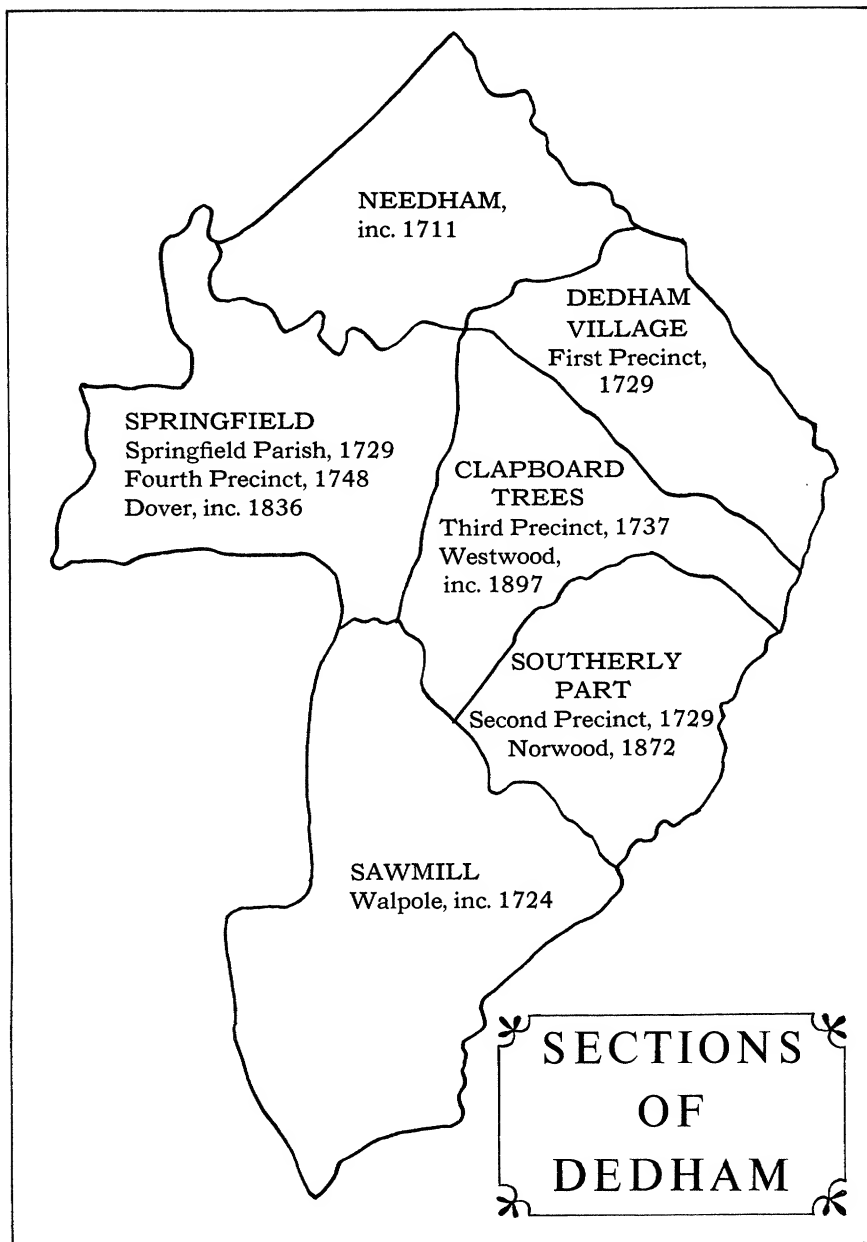 NEEDHAM,
inc. 1711
DEDHAM
VILLAGE
First Precinct,
1729
SPRINGFIELD
Springfield Parish, 1729
Fourth Precinct, 1748
Dover, inc. 1836
CLAPBOARD
TREES
Third Precinct, 1737
Westwood,
inc. 1897
SOUTHERLY
PART
Second Precinct, 1729
Norwood, 1872
SAWMILL
Walpole, inc. 1724
SECTIONS
OF
DEDHAM